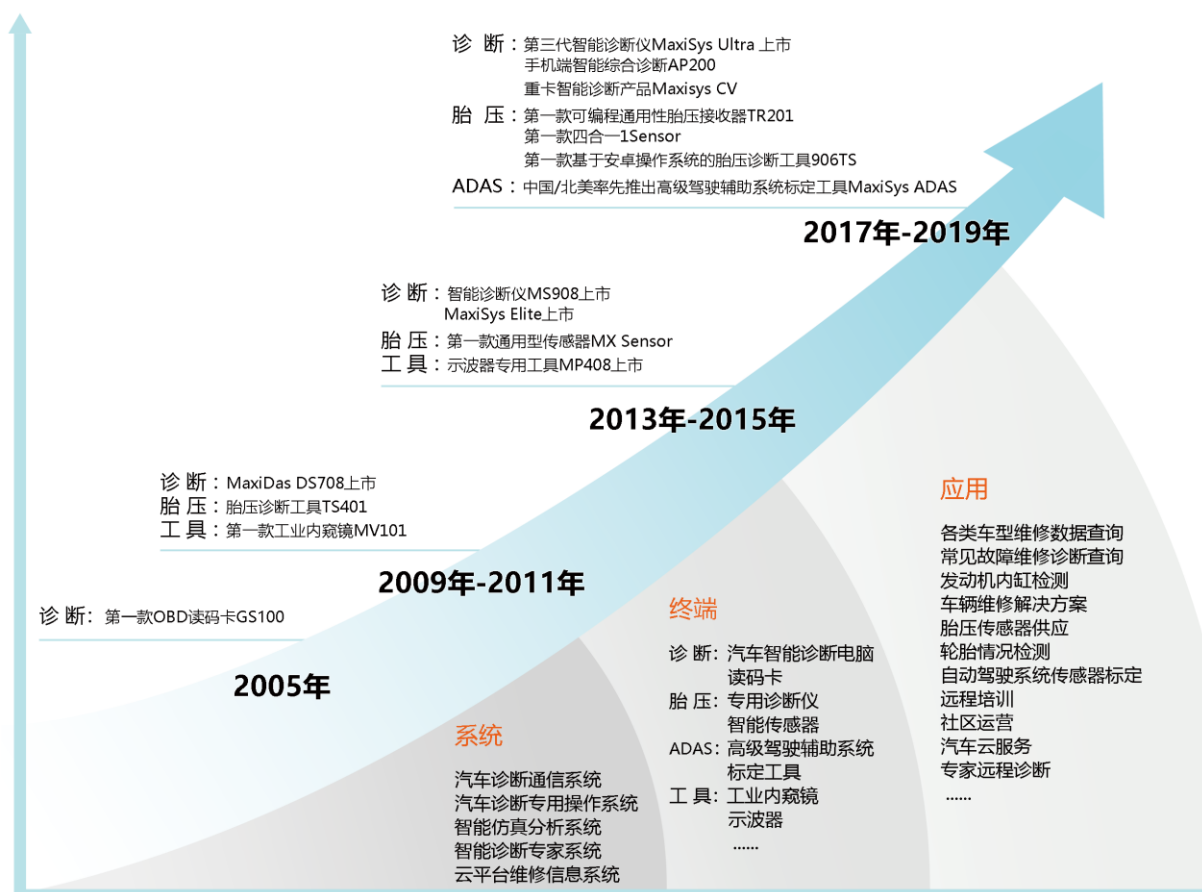 诊 断：第三代智能诊断仪MaxiSys Ultra 上市
手机端智能综合诊断AP200
重卡智能诊断产品Maxisys CV
胎 压：第一款可编程通用性胎压接收器TR201
第一款四合一1Sensor
第一款基于安卓操作系统的胎压诊断工具906TS
ADAS：中国/北美率先推出高级驾驶辅助系统标定工具MaxiSys ADAS
2017年-2019年
诊 断：智能诊断仪MS908上市
MaxiSys Elite上市
胎 压：第一款通用型传感器MX Sensor
工 具：示波器专用工具MP408上市
2013年-2015年
诊 断：MaxiDas DS708上市
胎 压：胎压诊断工具TS401
工 具：第一款工业内窥镜MV101
2009年-2011年
诊 断：第一款OBD读码卡GS100
2005年
系统
汽车诊断通信系统
汽车诊断专用操作系统
智能仿真分析系统
智能诊断专家系统
云平台维修信息系统
终端
诊 断：汽车智能诊断电脑
读码卡
胎 压：专用诊断仪
智能传感器
ADAS：高级驾驶辅助系统
标定工具
工 具：工业内窥镜
示波器
......
应用
各类车型维修数据查询
常见故障维修诊断查询
发动机内缸检测
车辆维修解决方案
胎压传感器供应
轮胎情况检测
自动驾驶系统传感器标定
远程培训
社区运营
汽车云服务
专家远程诊断
......